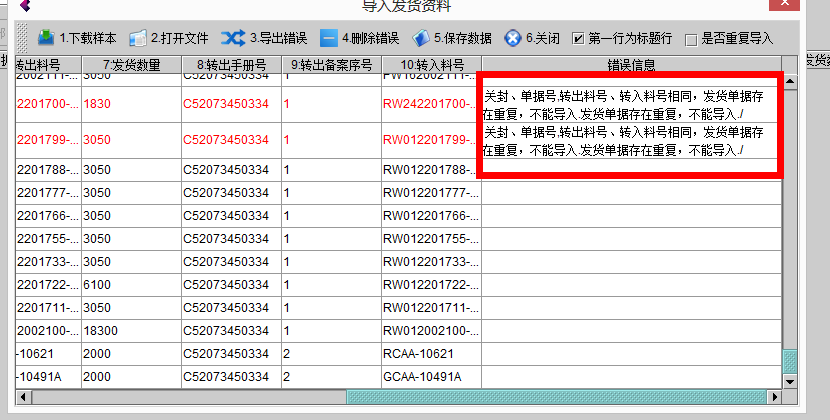 导入发货资料
1.下载样本 2.打开文件 3.导出错误 4.删除错误 5.保存数据 6.关闭 第一行为标题行 是否重复导入
转出料号 7:发货数量 8:转出手册号 9:转出备案序号 10:转入料号 错误信息
2002111-... 3050 C52073450334 1 PW162002111-...
2201700-... 1830 C52073450334 1 RW242201700-... 关封、单据号,转出料号、转入料号相同，发货单据存
在重复，不能导入.发货单据存在重复，不能导入./
2201799-... 3050 C52073450334 1 RW012201799-... 关封、单据号,转出料号、转入料号相同，发货单据存
在重复，不能导入.发货单据存在重复，不能导入./
2201788-... 3050 C52073450334 1 RW012201788-...
2201777-... 3050 C52073450334 1 RW012201777-...
2201766-... 3050 C52073450334 1 RW012201766-...
2201755-... 3050 C52073450334 1 RW012201755-...
2201733-... 3050 C52073450334 1 RW012201733-...
2201722-... 6100 C52073450334 1 RW012201722-...
2201711-... 3050 C52073450334 1 RW012201711-...
2002100-... 18300 C52073450334 1 RW012002100-...
-10621 2000 C52073450334 2 RCAA-10621
-10491A 2000 C52073450334 2 GCAA-10491A